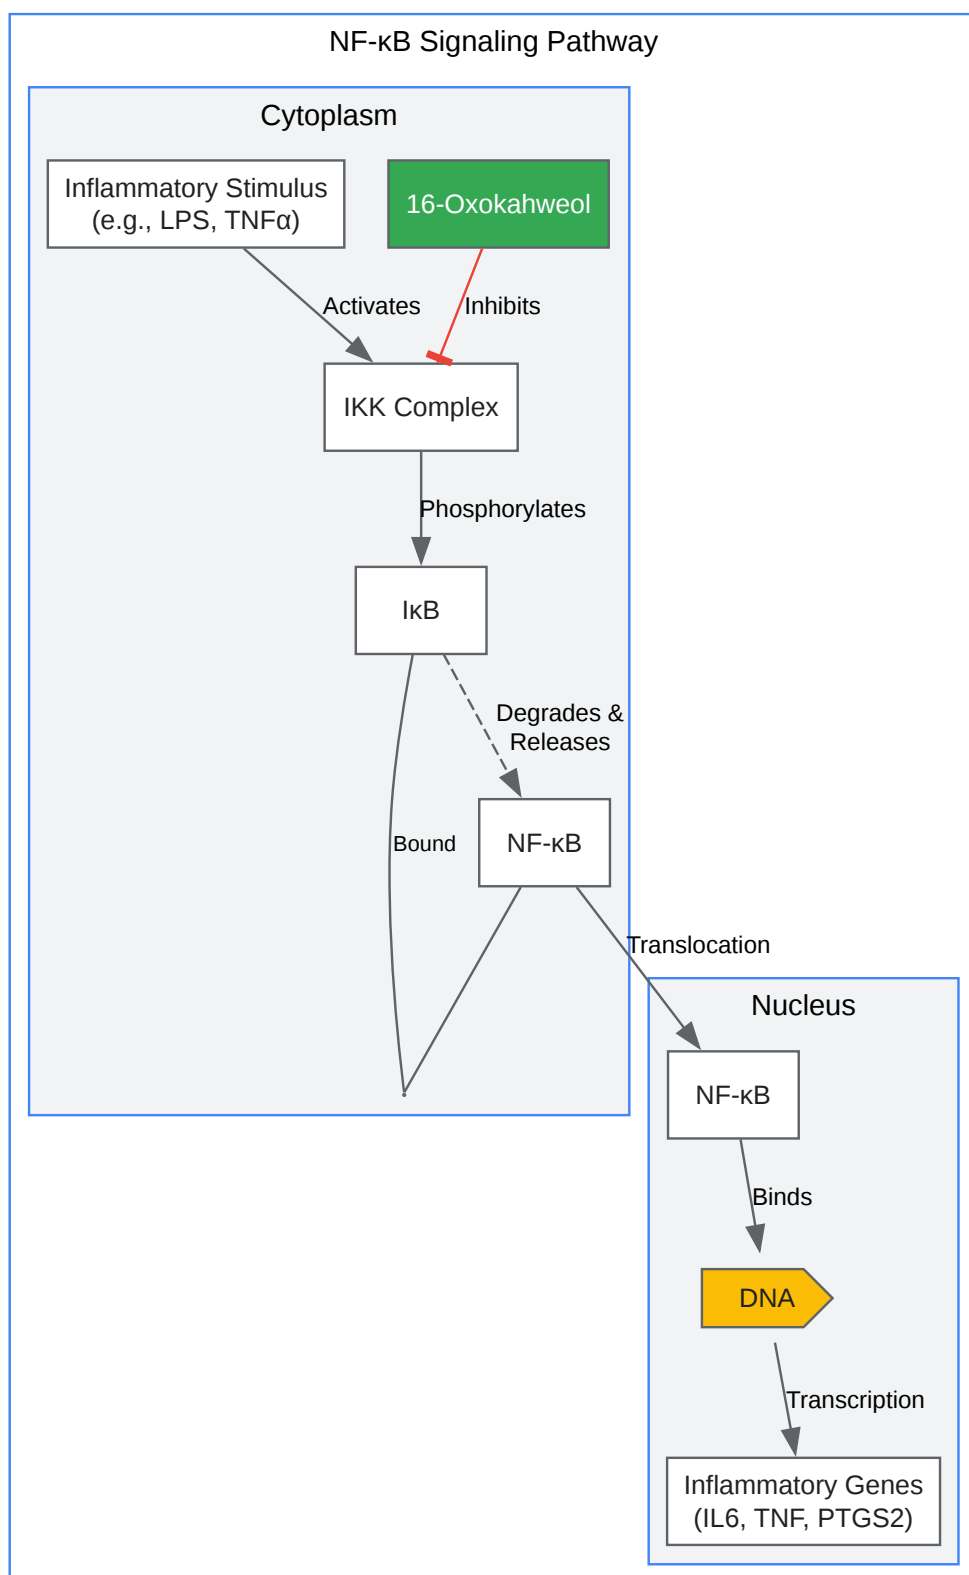 NF-κB Signaling Pathway
Cytoplasm
Inflammatory Stimulus
(e.g., LPS, TNFα)
16-Oxokahweol
Activates
Inhibits
IKK Complex
Phosphorylates
IκB
Degrades &
Releases
Bound
NF-κB
Translocation
Nucleus
NF-κB
Binds
DNA
Transcription
Inflammatory Genes
(IL6, TNF, PTGS2)